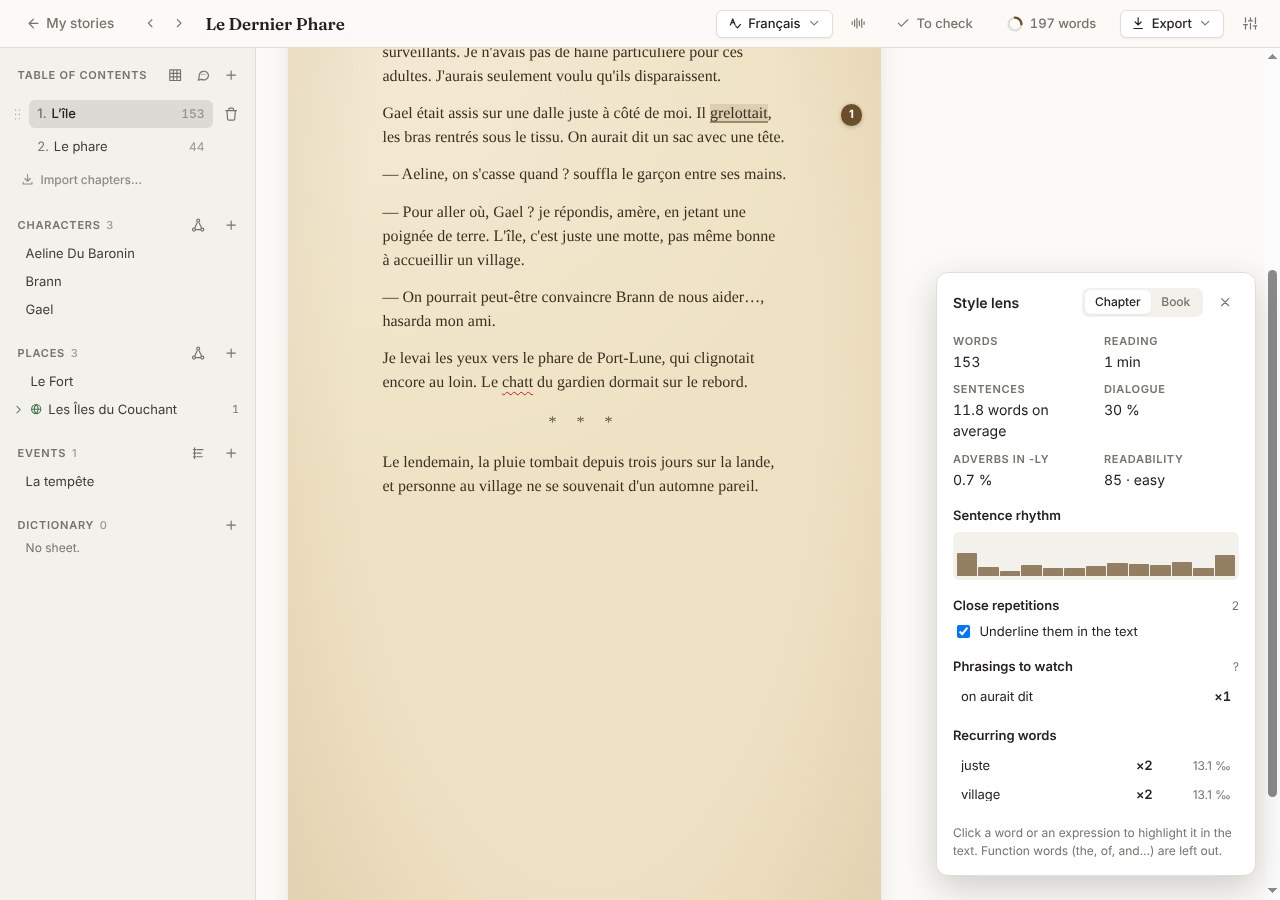 My stories
Le Dernier Phare
Français
To check
197 words
Export
TABLE OF CONTENTS
1. L'île 153
2. Le phare 44
Import chapters...
CHARACTERS 3
Aeline Du Baronin
Brann
Gael
PLACES 3
Le Fort
Les Îles du Couchant 1
EVENTS 1
La tempête
DICTIONARY 0
No sheet.
surveillants. Je n'avais pas de haine particulière pour ces
adultes. J'aurais seulement voulu qu'ils disparaissent.
Gael était assis sur une dalle juste à côté de moi. Il grelottait,
1
les bras rentrés sous le tissu. On aurait dit un sac avec une tête.
— Aeline, on s'casse quand ? souffla le garçon entre ses mains.
— Pour aller où, Gael ? je répondis, amère, en jetant une
poignée de terre. L'île, c'est juste une motte, pas même bonne
à accueillir un village.
— On pourrait peut-être convaincre Brann de nous aider…,
hasarda mon ami.
Je levai les yeux vers le phare de Port-Lune, qui clignotait
encore au loin. Le chatt du gardien dormait sur le rebord.
* * *
Le lendemain, la pluie tombait depuis trois jours sur la lande,
et personne au village ne se souvenait d'un automne pareil.
Style lens
Chapter Book
WORDS READING
153 1 min
SENTENCES DIALOGUE
11.8 words on 30 %
average
ADVERBS IN -LY READABILITY
0.7 % 85 · easy
Sentence rhythm
Close repetitions 2
Underline them in the text
Phrasings to watch ?
on aurait dit ×1
Recurring words
juste ×2 13.1 ‰
village ×2 13.1 ‰
Click a word or an expression to highlight it in the
text. Function words (the, of, and…) are left out.